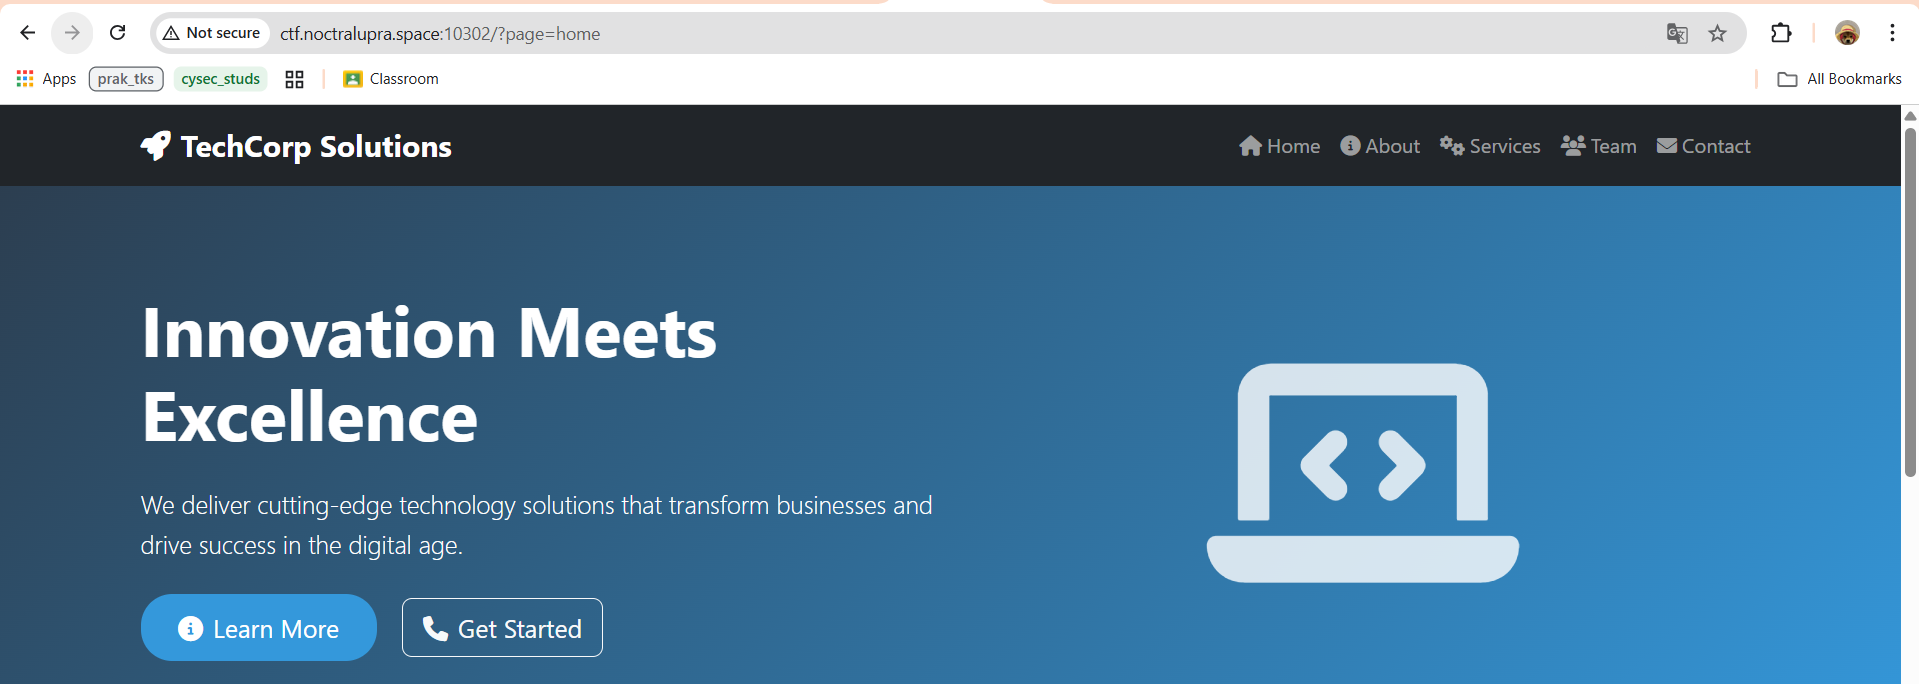 Not secure
ctf.noctralupra.space:10302/?page=home
Apps
prak_tks
cysec_studs
Classroom
All Bookmarks
TechCorp Solutions
Home
About
Services
Team
Contact
Innovation Meets
Excellence
We deliver cutting-edge technology solutions that transform businesses and
drive success in the digital age.
Learn More
Get Started